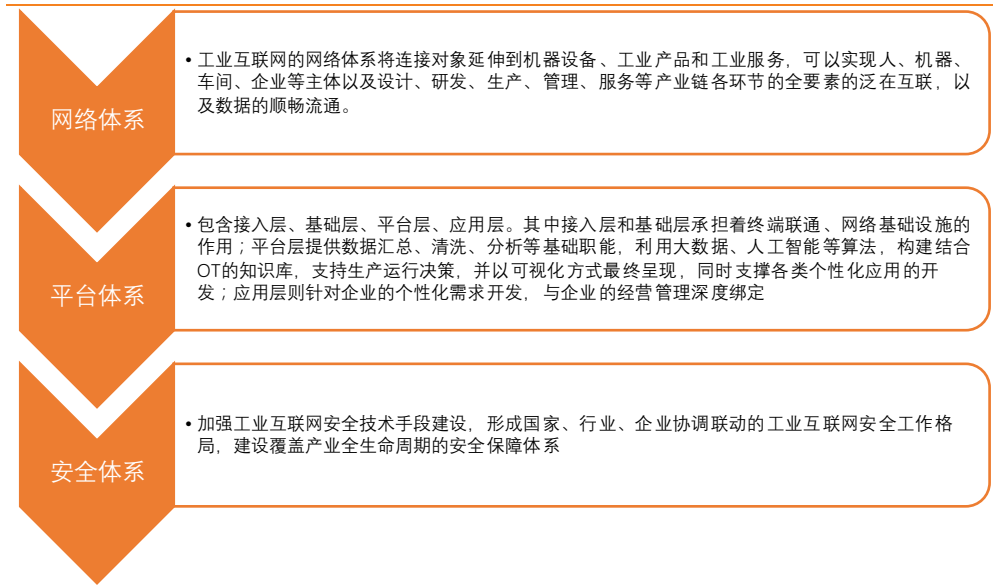 网络体系
• 工业互联网的网络体系将连接对象延伸到机器设备、工业产品和工业服务，可以实现人、机器、
车间、企业等主体以及设计、研发、生产、管理、服务等产业链各环节的全要素的泛在互联，以
及数据的顺畅流通。
平台体系
• 包含接入层、基础层、平台层、应用层。其中接入层和基础层承担着终端联通、网络基础设施的
作用；平台层提供数据汇总、清洗、分析等基础职能，利用大数据、人工智能等算法，构建结合
OT的知识库，支持生产运行决策，并以可视化方式最终呈现，同时支撑各类个性化应用的开
发；应用层则针对企业的个性化需求开发，与企业的经营管理深度绑定
安全体系
• 加强工业互联网安全技术手段建设，形成国家、行业、企业协调联动的工业互联网安全工作格
局，建设覆盖产业全生命周期的安全保障体系